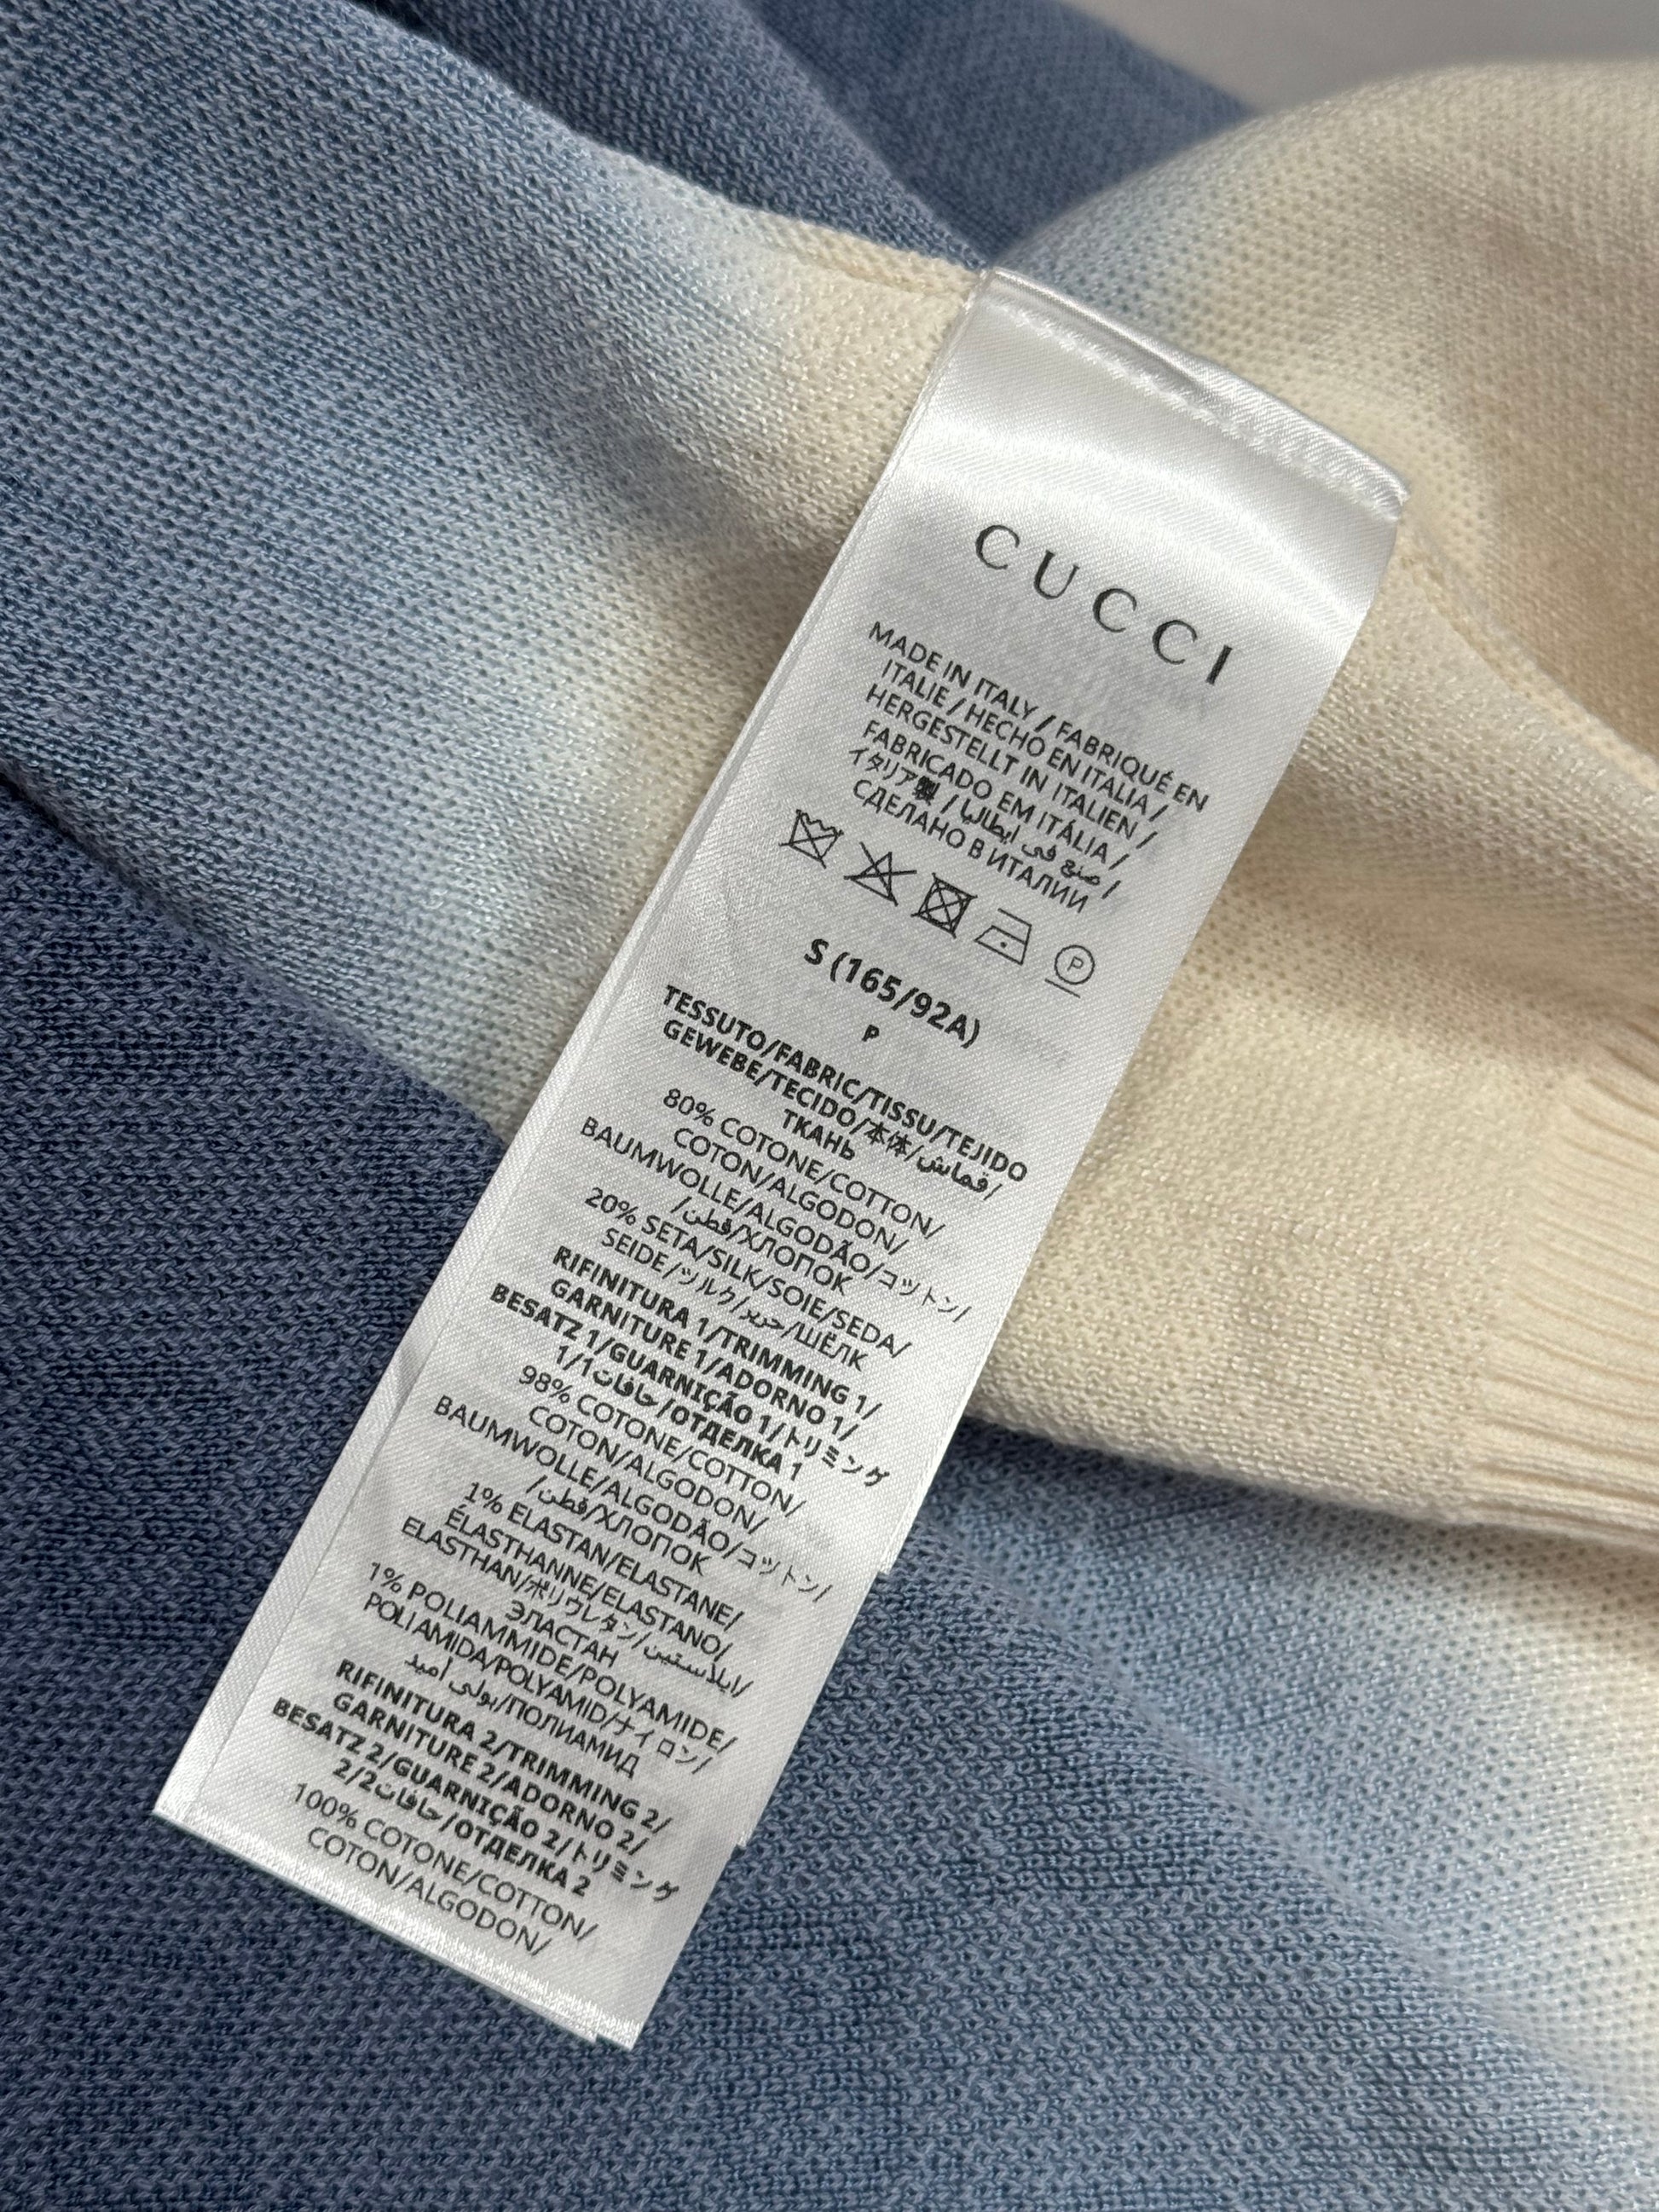 CUCCI
MADE IN ITALY / FABRIQUÉ EN
ITALIE / HECHO EN ITALIA /
HERGESTELLT IN ITALIEN /
FABRICADO EM ITÁLIA /
イタリア製 / صنع في ايطاليا /
СДЕЛАНО В ИТАЛИИ
P
S (165/92A)
P
TESSUTO/FABRIC/TISSU/TEJIDO
GEWEBE/TECIDO/本体/قماش/
ТКАНЬ
80% COTONE/COTTON/
COTON/ALGODON/
BAUMWOLLE/ALGODÃO/コットン/
/قطن/ХЛОПОК
20% SETA/SILK/SOIE/SEDA/
SEIDE/シルク/حرير/ШЁЛК
RIFINITURA 1/TRIMMING 1/
GARNITURE 1/ADORNO 1/
BESATZ 1/GUARNIÇÃO 1/トリミング
1/1حافات/ОТДЕЛКА 1
98% COTONE/COTTON/
COTON/ALGODON/
BAUMWOLLE/ALGODÃO/コットン/
/قطن/ХЛОПОК
1% ELASTAN/ELASTANE/
ÉLASTHANNE/ELASTANO/
ELASTHAN/ポリウレタン/ايلاستين/
ЭЛАСТАН
1% POLIAMMIDE/POLYAMIDE/
POLIAMIDA/POLYAMID/ナイロン/
بولي أميد/ПОЛИАМИД
RIFINITURA 2/TRIMMING 2/
GARNITURE 2/ADORNO 2/
BESATZ 2/GUARNIÇÃO 2/トリミング
2/2حافات/ОТДЕЛКА 2
100% COTONE/COTTON/
COTON/ALGODON/